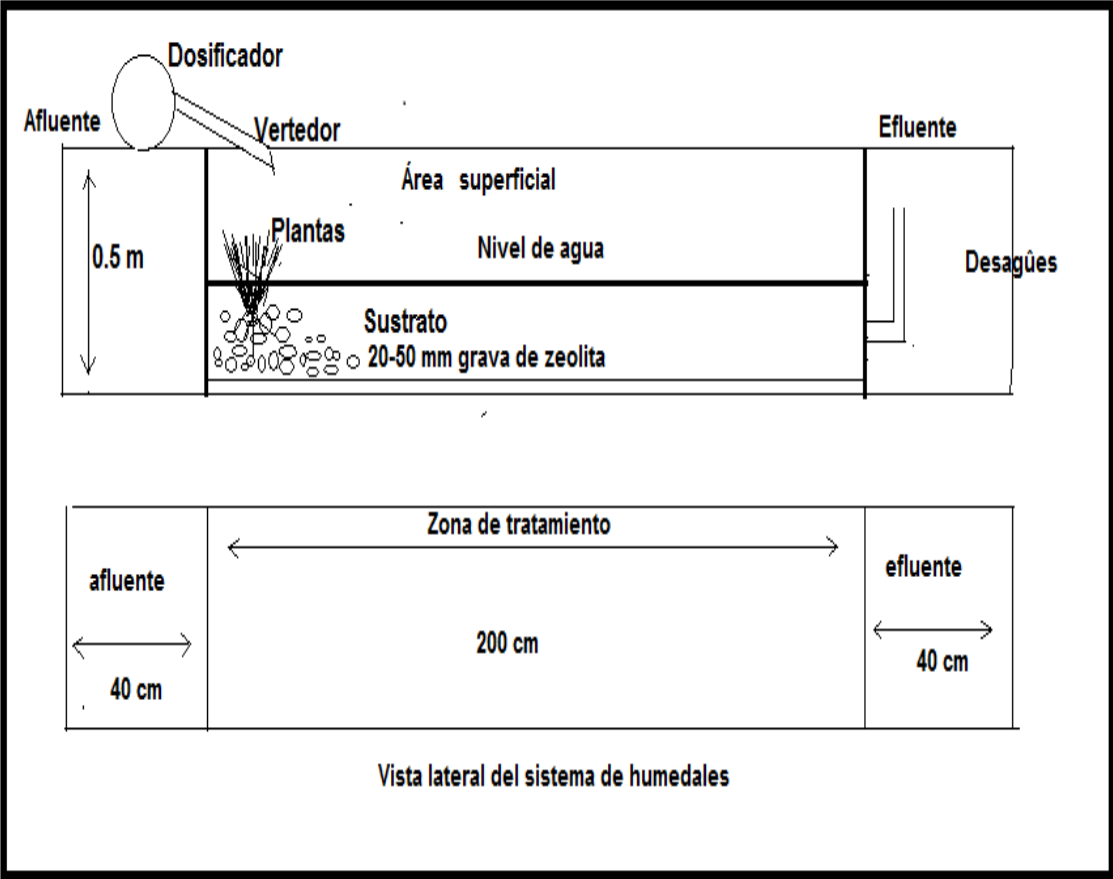 Dosificador
Afluente
Vertedor
Efluente
Área superficial
Plantas
Nivel de agua
0.5 m
Desagûes
Sustrato
20-50 mm grava de zeolita
Zona de tratamiento
afluente
efluente
200 cm
40 cm
40 cm
Vista lateral del sistema de humedales